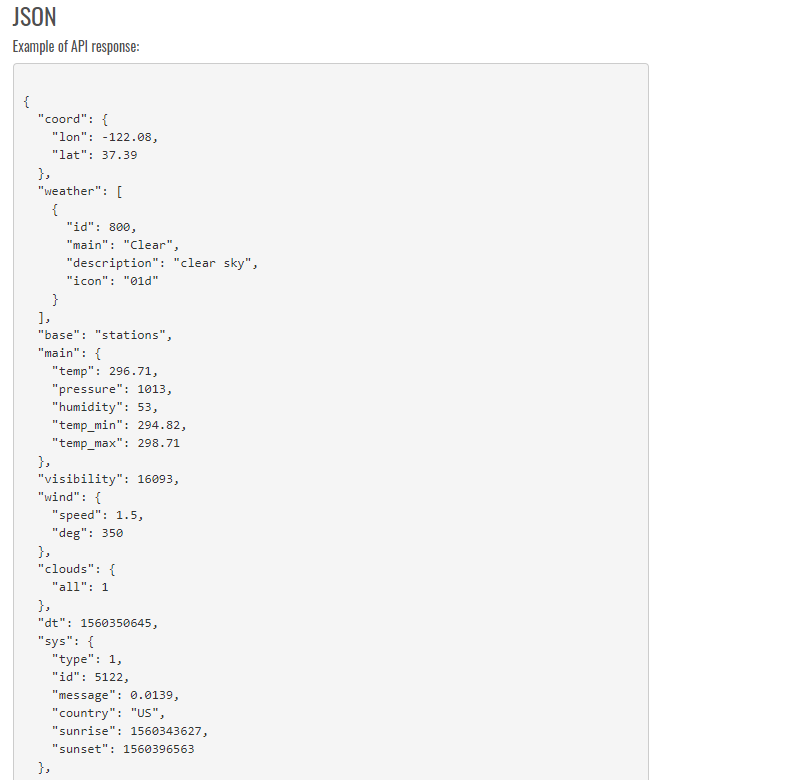 JSON
Example of API response:
{
  "coord": {
    "lon": -122.08,
    "lat": 37.39
  },
  "weather": [
    {
      "id": 800,
      "main": "Clear",
      "description": "clear sky",
      "icon": "01d"
    }
  ],
  "base": "stations",
  "main": {
    "temp": 296.71,
    "pressure": 1013,
    "humidity": 53,
    "temp_min": 294.82,
    "temp_max": 298.71
  },
  "visibility": 16093,
  "wind": {
    "speed": 1.5,
    "deg": 350
  },
  "clouds": {
    "all": 1
  },
  "dt": 1560350645,
  "sys": {
    "type": 1,
    "id": 5122,
    "message": 0.0139,
    "country": "US",
    "sunrise": 1560343627,
    "sunset": 1560396563
  },